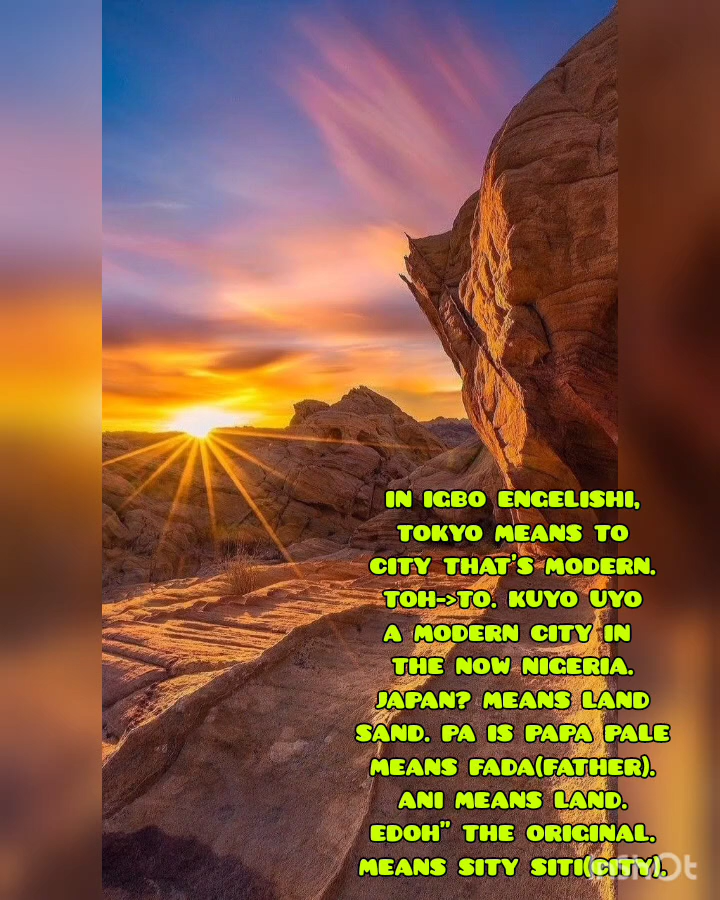 IN IGBO ENGELISHI,
TOKYO MEANS TO
CITY THAT'S MODERN.
TOH->TO. KUYO UYO
A MODERN CITY IN
THE NOW NIGERIA.
JAPAN? MEANS LAND
SAND. PA IS PAPA PALE
MEANS FADA(FATHER).
ANI MEANS LAND.
EDOH" THE ORIGINAL.
MEANS SITY SITI(CITY).